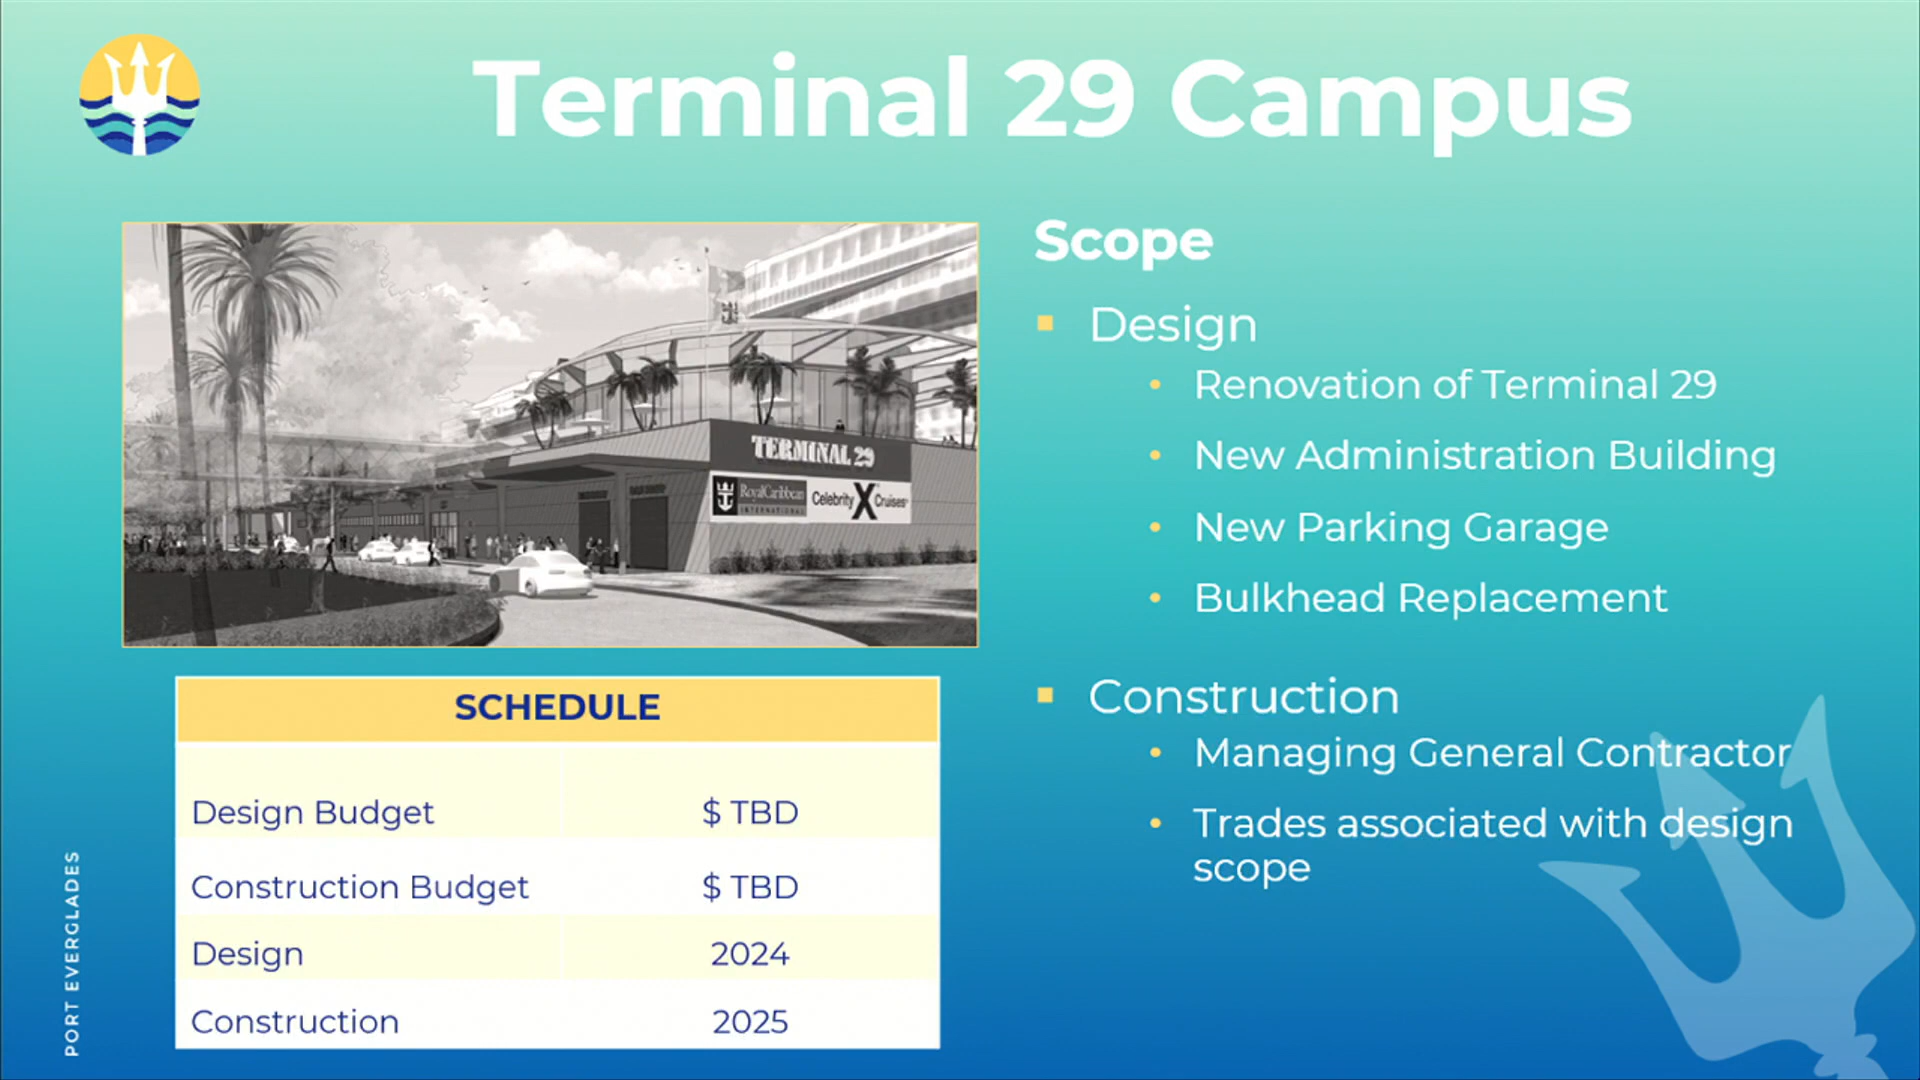 Terminal 29 Campus
TERMINAL 29
RoyalCaribbean
INTERNATIONAL
Celebrity X Cruises
Scope
Design
Renovation of Terminal 29
New Administration Building
New Parking Garage
Bulkhead Replacement
Construction
Managing General Contractor
Trades associated with design
scope
SCHEDULE
Design Budget $ TBD
Construction Budget $ TBD
Design 2024
Construction 2025
PORT EVERGLADES